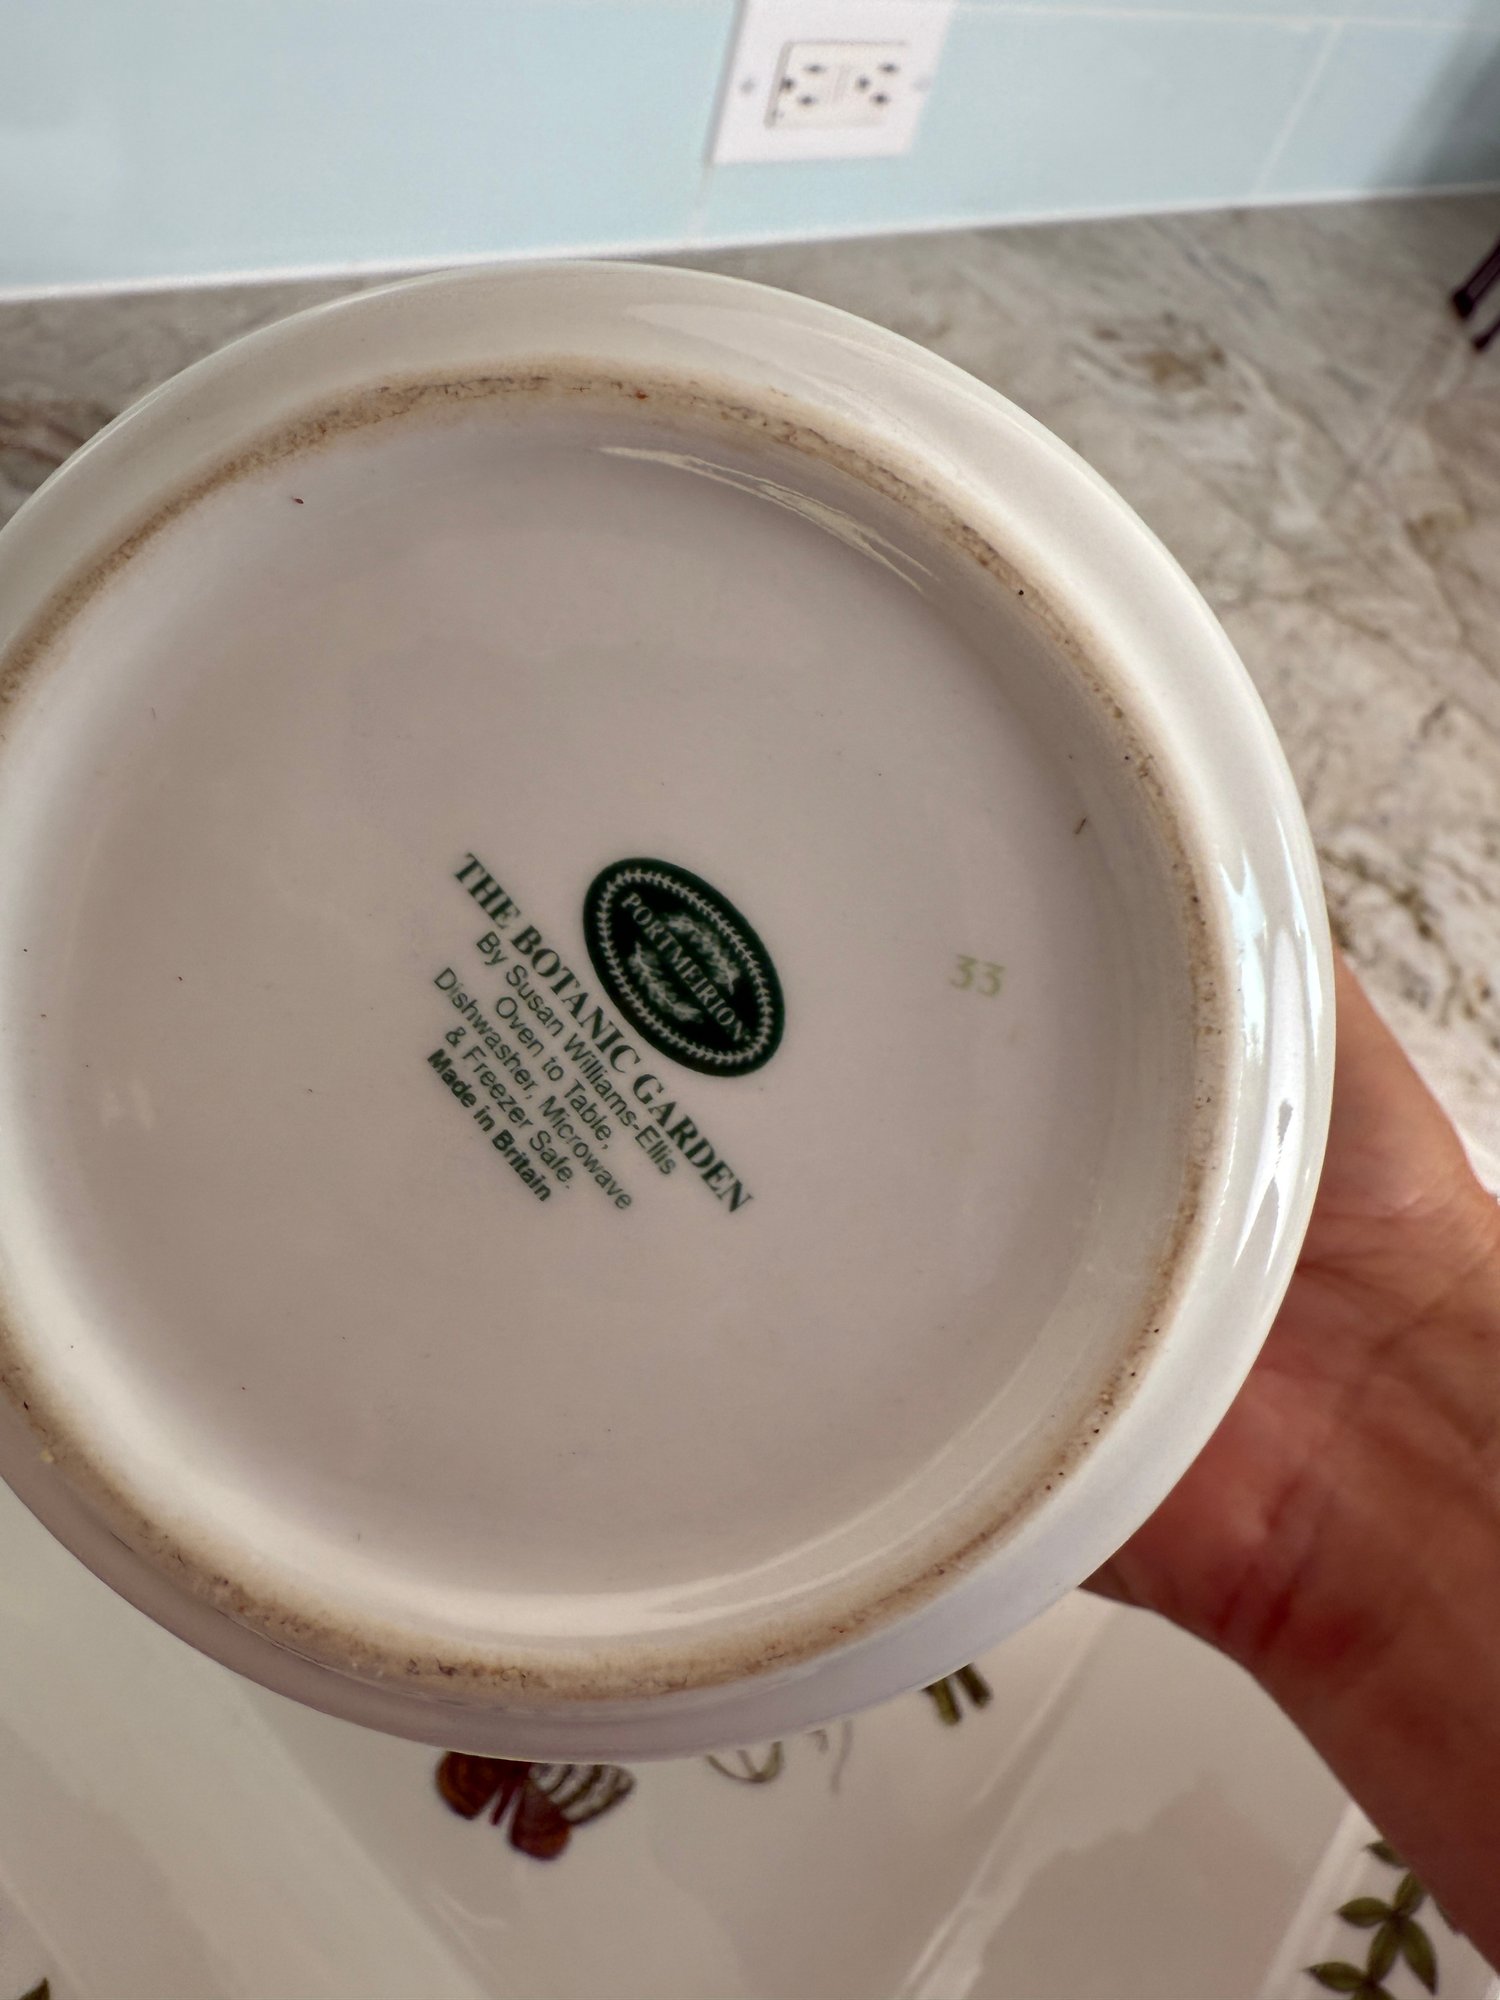 PORTMEIRION
THE BOTANIC GARDEN
By Susan Williams-Ellis
Oven to Table,
Dishwasher, Microwave
& Freezer Safe.
Made in Britain
33